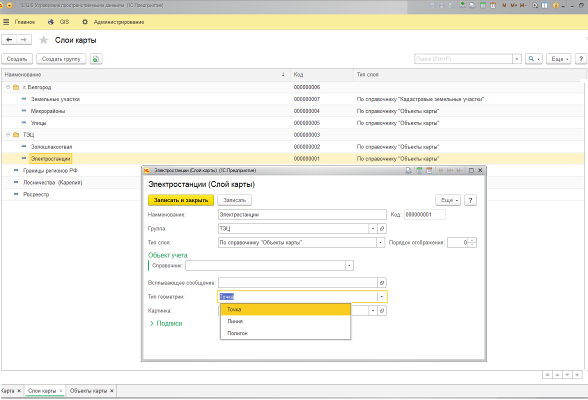 1С:GIS Управление пространственными данными (1С:Предприятие)
M M+ M-
Главное GIS Администрирование
Слои карты
Создать Создать группу Поиск (Ctrl+F) Еще ?
Наименование Код Тип слоя
г. Белгород 000000006
Земельные участки 000000007 По справочнику "Кадастровые земельные участки"
Микрорайоны 000000004 По справочнику "Объекты карты"
Улицы 000000005 По справочнику "Объекты карты"
ТЭЦ 000000003
Золошлакоотвал 000000002 По справочнику "Объекты карты"
Электростанции 000000001 По справочнику "Объекты карты"
Границы регионов РФ
Лесничества (Карелия)
Росреестр
Электростанции (Слой карты) (1С:Предприятие)
M M+ M-
Электростанции (Слой карты)
Записать и закрыть Записать Еще ?
Наименование: Электростанции Код: 000000001
Группа: ТЭЦ
Тип слоя: По справочнику "Объекты карты" Порядок отображения: 0
Объект учета
Справочник:
Всплывающее сообщение:
Тип геометрии: Точка
Картинка:
Точка
Линия
Полигон
Подписи
Карта × Слои карты × Объекты карты ×